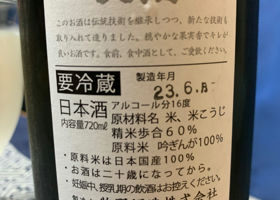 このお酒は伝統技術を継承しつつ、新たな技術も
取り入れて造りました。穏やかな果実香でキレが
良いお酒です。食前、食中酒として、ご愛飲ください。
要冷蔵
製造年月
23.6.月
日本酒
内容量720ml
アルコール分16度
原材料名 米、米こうじ
精米歩合60%
原料米 吟ぎんが100%
・原料米は日本国産100%
・お酒は二十歳になってから。
・妊娠中、授乳期の飲酒はお控えください。